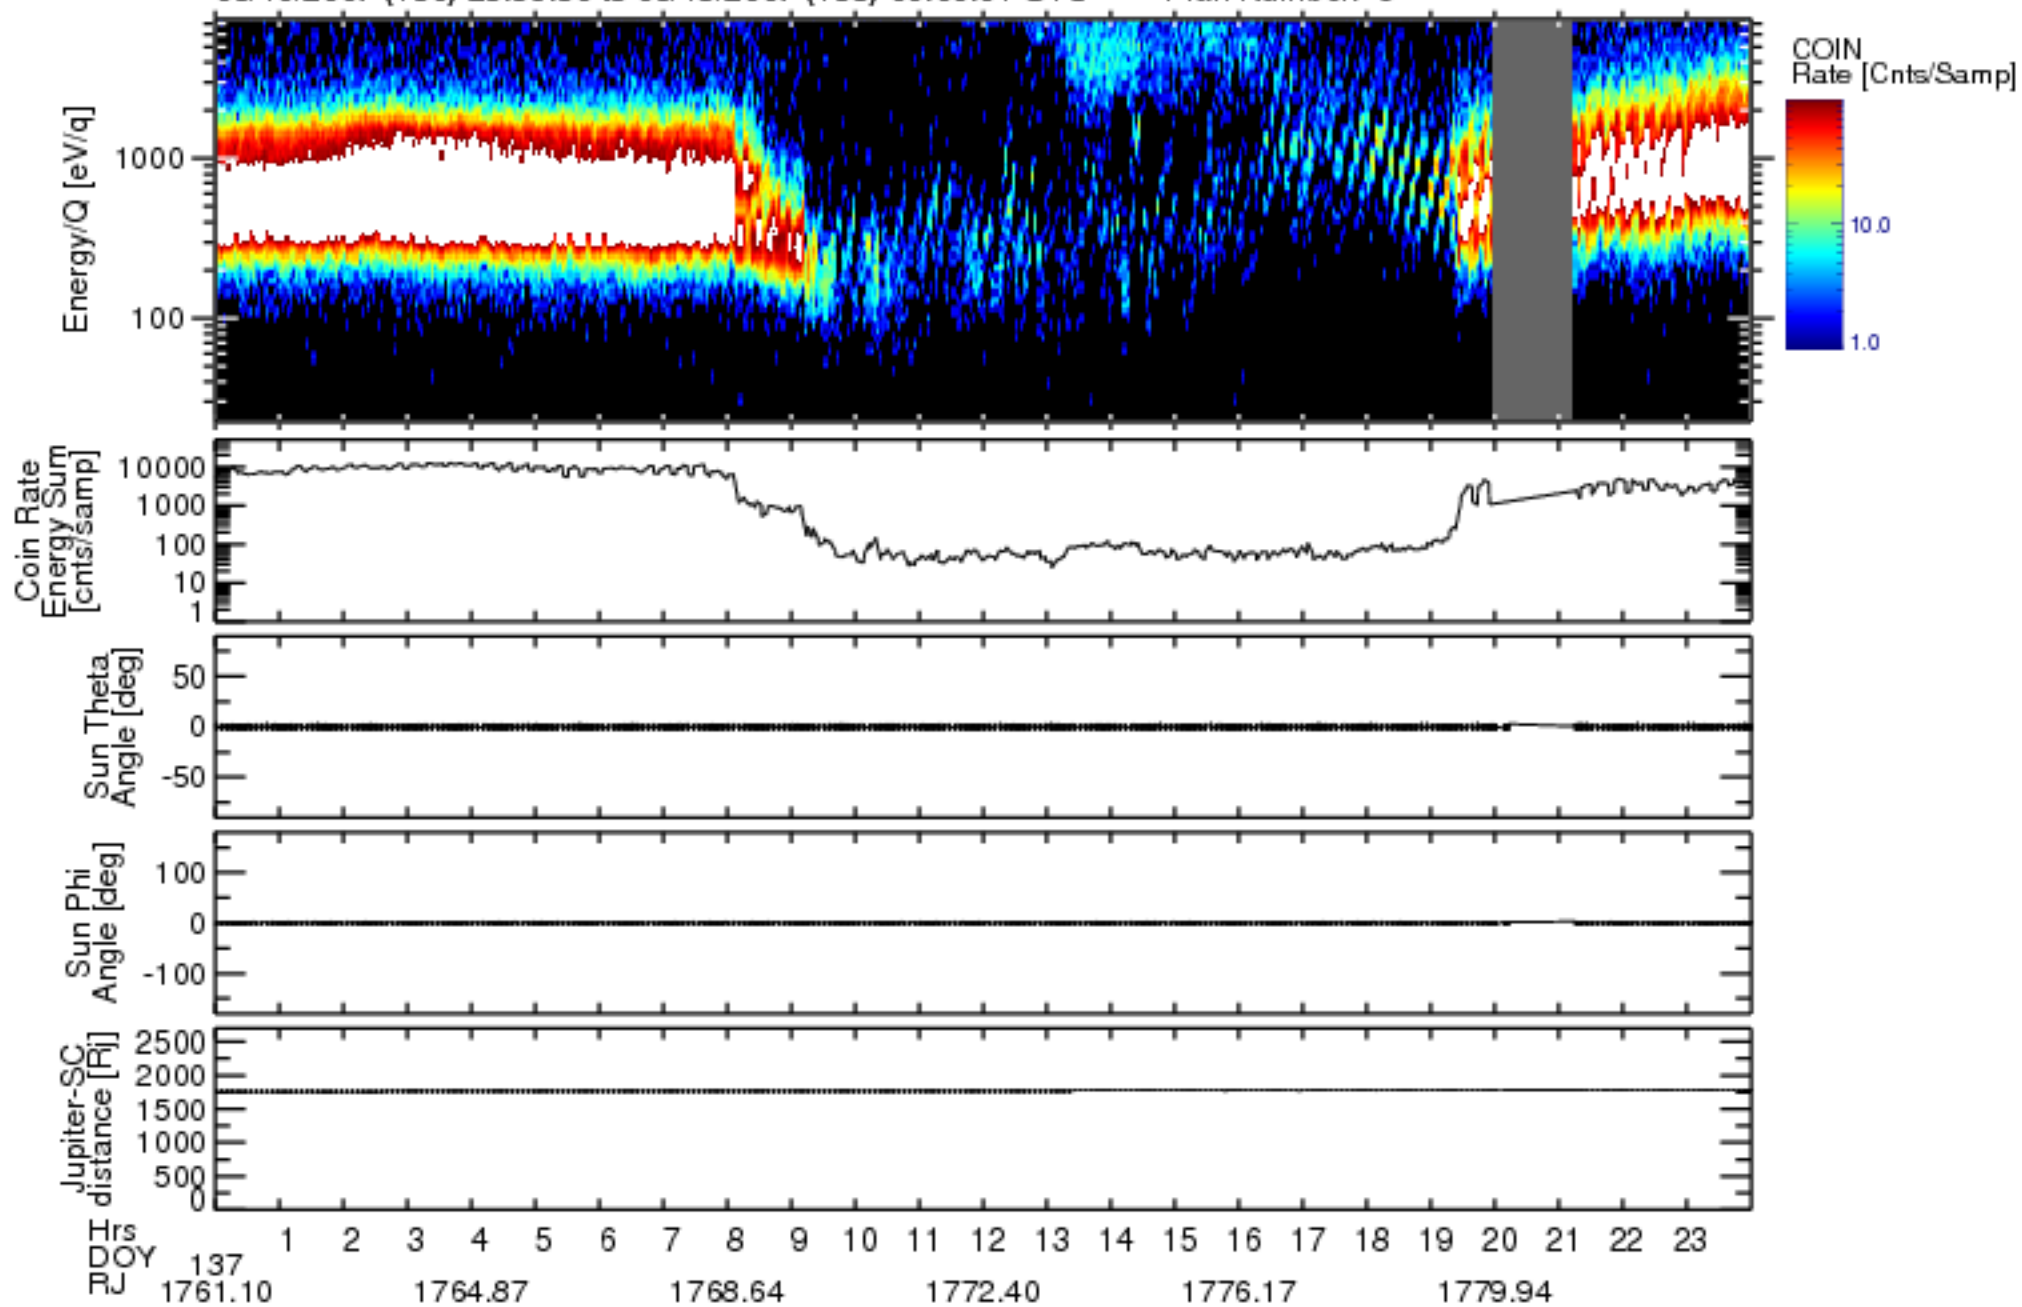 COIN
Rate [Cnts/Samp]
10.0
1.0
Energy/Q [eV/q]
1000
100
Coin Rate
Energy Sum
[cnts/samp]
10000
1000
100
10
1
Sun Theta
Angle [deg]
50
0
-50
Sun Phi
Angle [deg]
100
0
-100
Jupiter-SC
distance [Rj]
2500
2000
1500
1000
500
0
Hrs 1 2 3 4 5 6 7 8 9 10 11 12 13 14 15 16 17 18 19 20 21 22 23
DOY 137
RJ 1761.10 1764.87 1768.64 1772.40 1776.17 1779.94